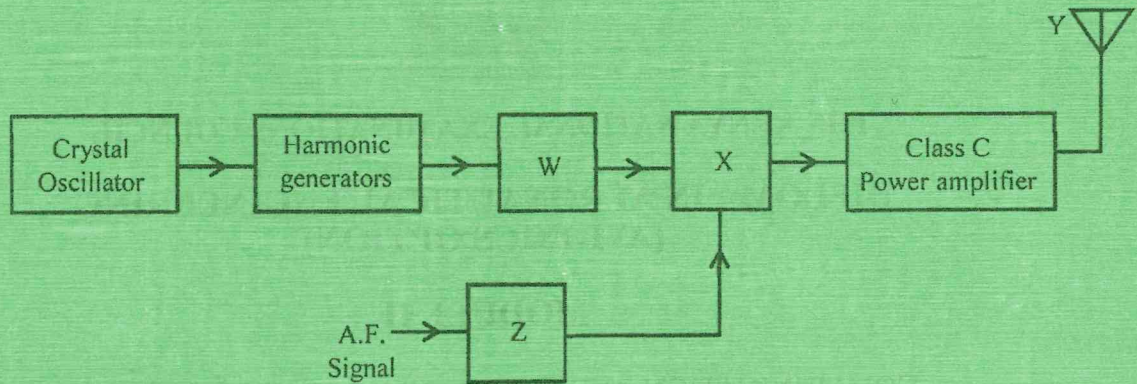 Y
Crystal
Oscillator
Harmonic
generators
W
X
Class C
Power amplifier
A.F.
Signal
Z